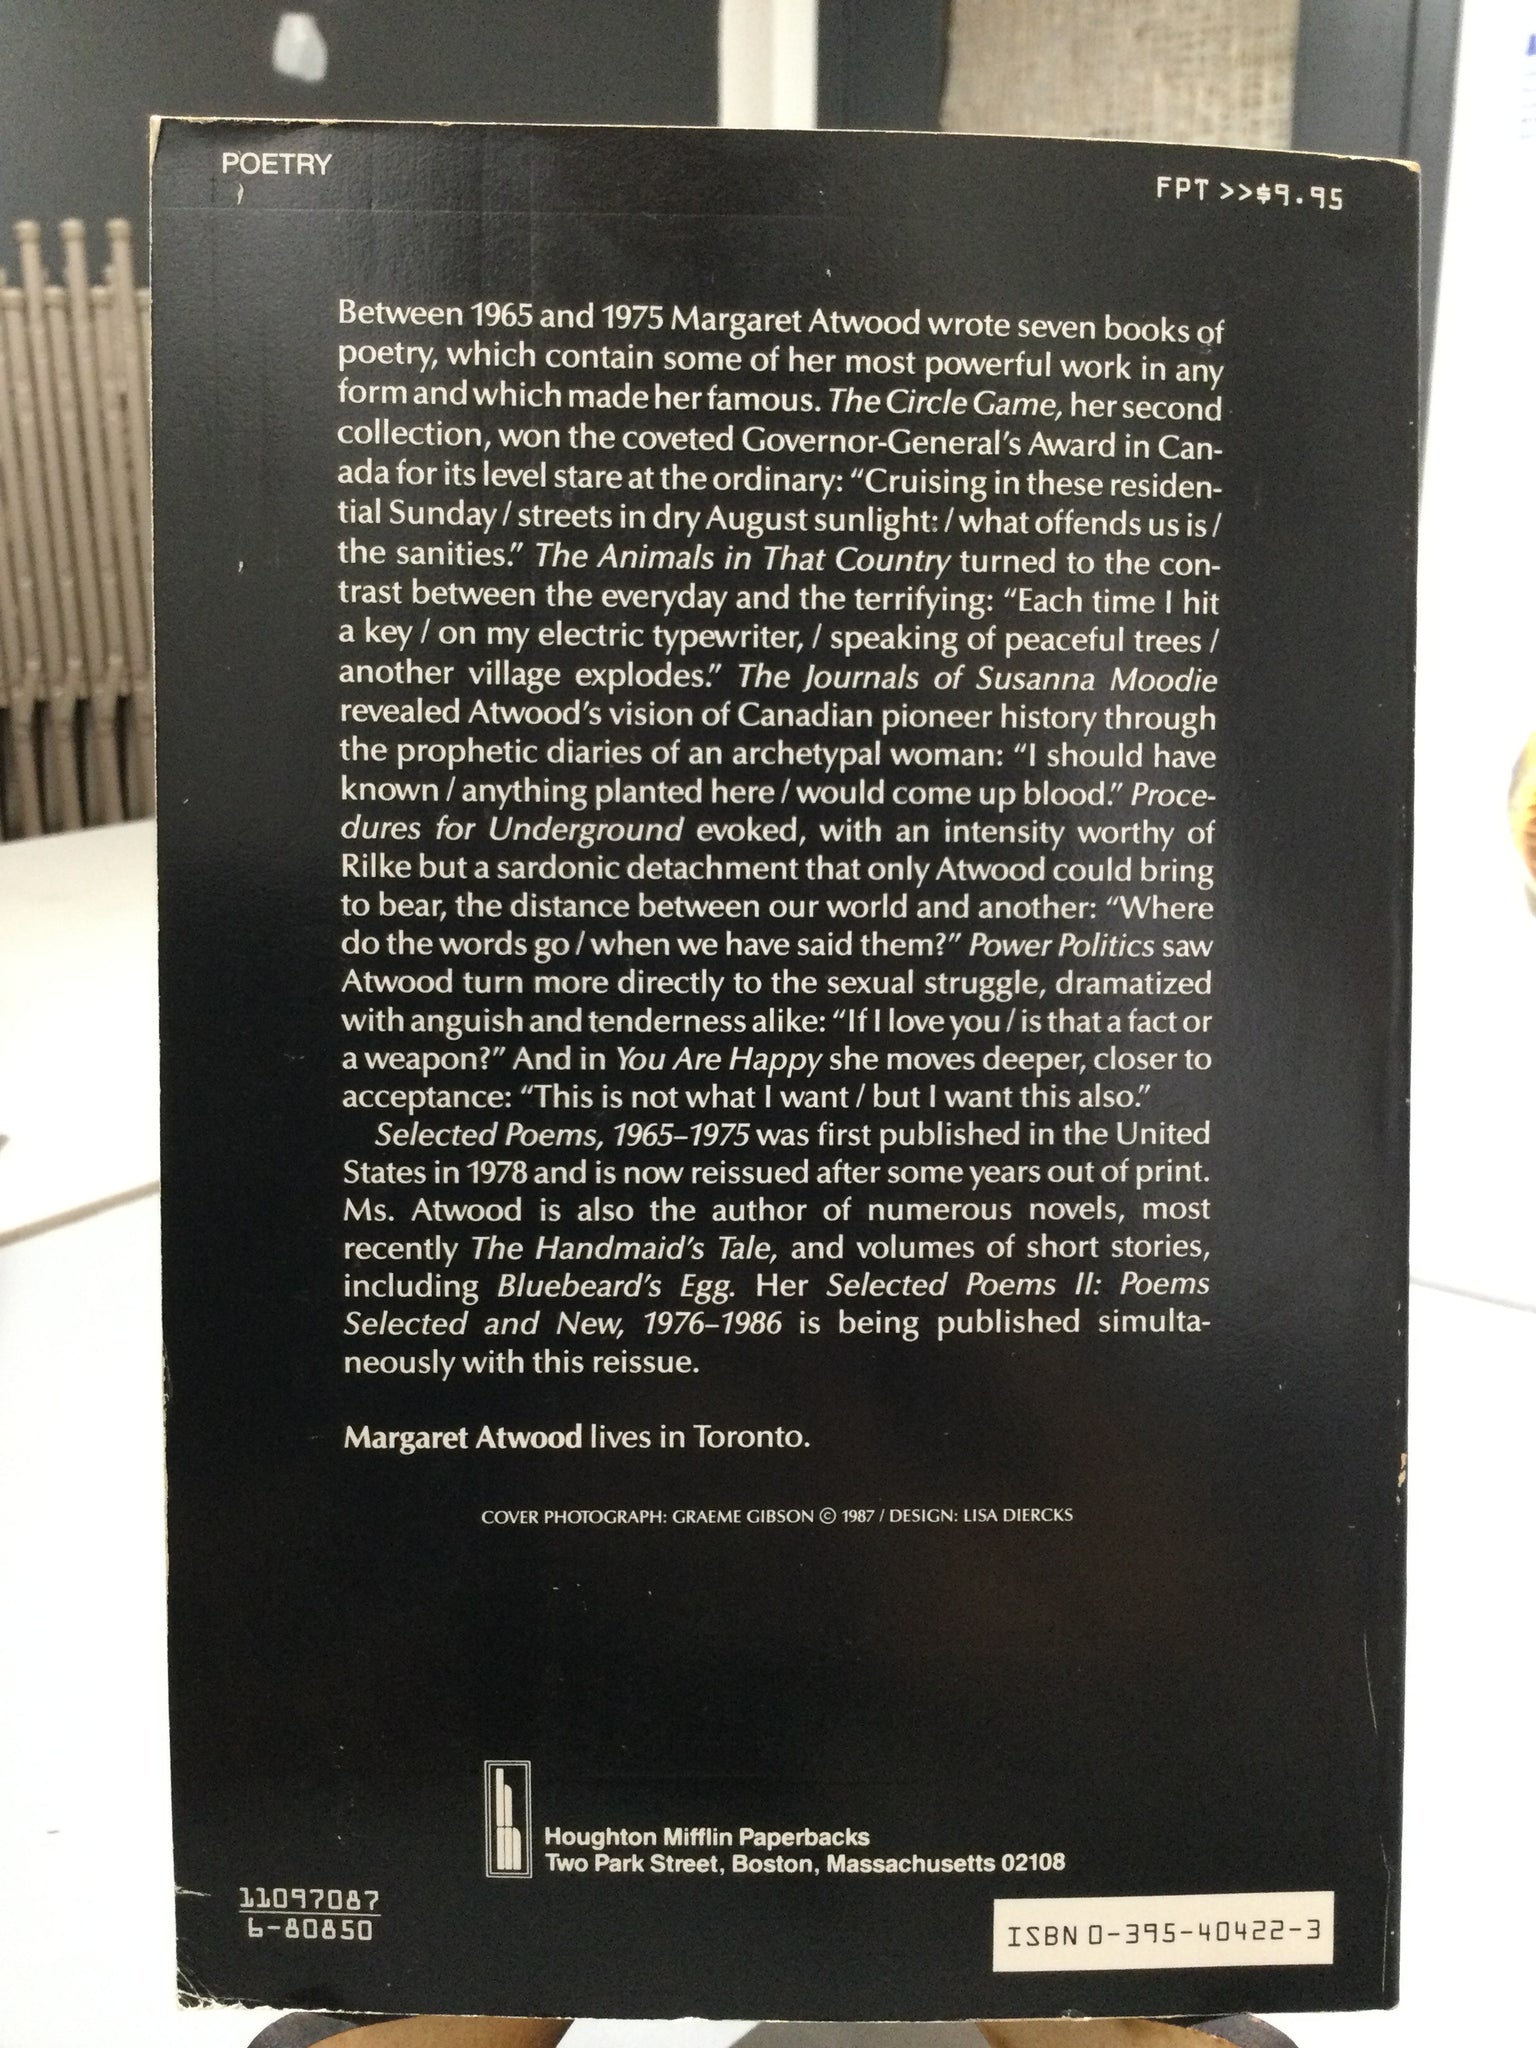 POETRY
FPT >>$9.95
Between 1965 and 1975 Margaret Atwood wrote seven books of
poetry, which contain some of her most powerful work in any
form and which made her famous. The Circle Game, her second
collection, won the coveted Governor-General's Award in Can-
ada for its level stare at the ordinary: “Cruising in these residen-
tial Sunday / streets in dry August sunlight: / what offends us is /
the sanities.” The Animals in That Country turned to the con-
trast between the everyday and the terrifying: “Each time I hit
a key / on my electric typewriter, / speaking of peaceful trees /
another village explodes.” The Journals of Susanna Moodie
revealed Atwood's vision of Canadian pioneer history through
the prophetic diaries of an archetypal woman: “I should have
known / anything planted here / would come up blood.” Proce-
dures for Underground evoked, with an intensity worthy of
Rilke but a sardonic detachment that only Atwood could bring
to bear, the distance between our world and another: “Where
do the words go / when we have said them?” Power Politics saw
Atwood turn more directly to the sexual struggle, dramatized
with anguish and tenderness alike: “If I love you / is that a fact or
a weapon?” And in You Are Happy she moves deeper, closer to
acceptance: “This is not what I want / but I want this also.”
Selected Poems, 1965–1975 was first published in the United
States in 1978 and is now reissued after some years out of print.
Ms. Atwood is also the author of numerous novels, most
recently The Handmaid's Tale, and volumes of short stories,
including Bluebeard's Egg. Her Selected Poems II: Poems
Selected and New, 1976–1986 is being published simulta-
neously with this reissue.
Margaret Atwood lives in Toronto.
COVER PHOTOGRAPH: GRAEME GIBSON © 1987 / DESIGN: LISA DIERCKS
Houghton Mifflin Paperbacks
Two Park Street, Boston, Massachusetts 02108
11097087
6-80850
ISBN 0-395-40422-3